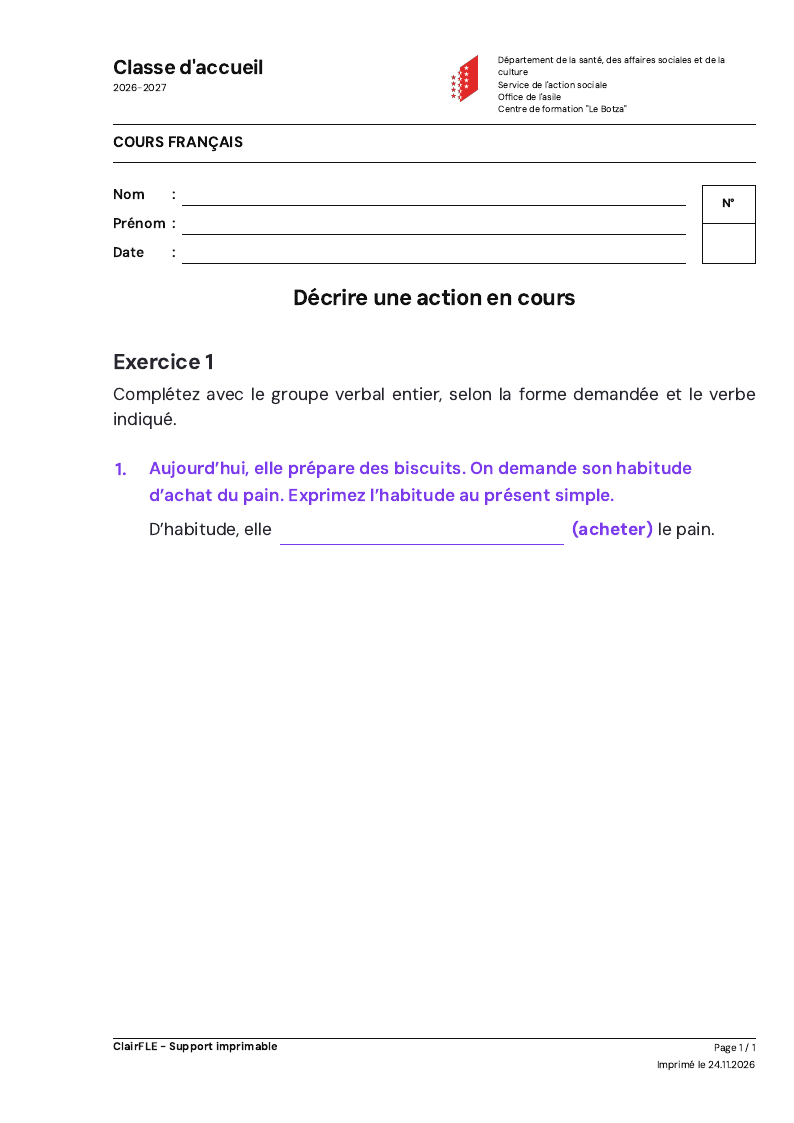 Classe d'accueil
2026-2027
Département de la santé, des affaires sociales et de la
culture
Service de l'action sociale
Office de l'asile
Centre de formation "Le Botza"
COURS FRANÇAIS
Nom :
Prénom :
Date :
N°
Décrire une action en cours
Exercice 1
Complétez avec le groupe verbal entier, selon la forme demandée et le verbe
indiqué.
1. Aujourd’hui, elle prépare des biscuits. On demande son habitude
d’achat du pain. Exprimez l’habitude au présent simple.
D’habitude, elle (acheter) le pain.
ClairFLE - Support imprimable
Page 1 / 1
Imprimé le 24.11.2026